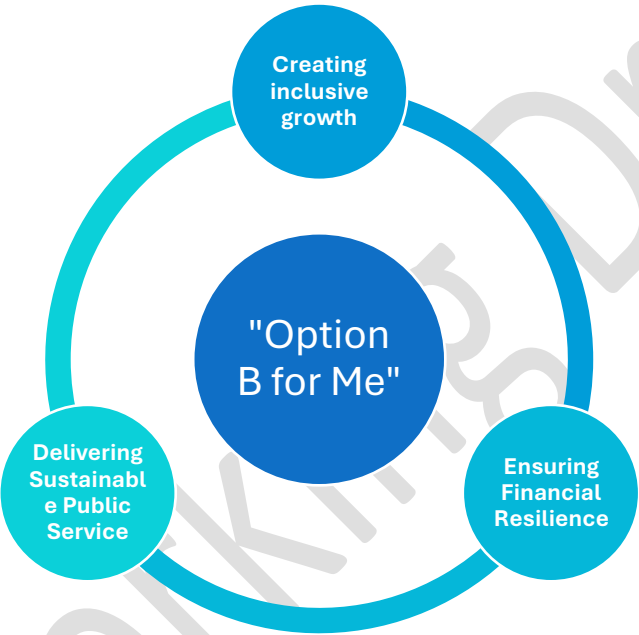 Creating
inclusive
growth
"Option
B for Me"
Delivering
Sustainabl
e Public
Service
Ensuring
Financial
Resilience